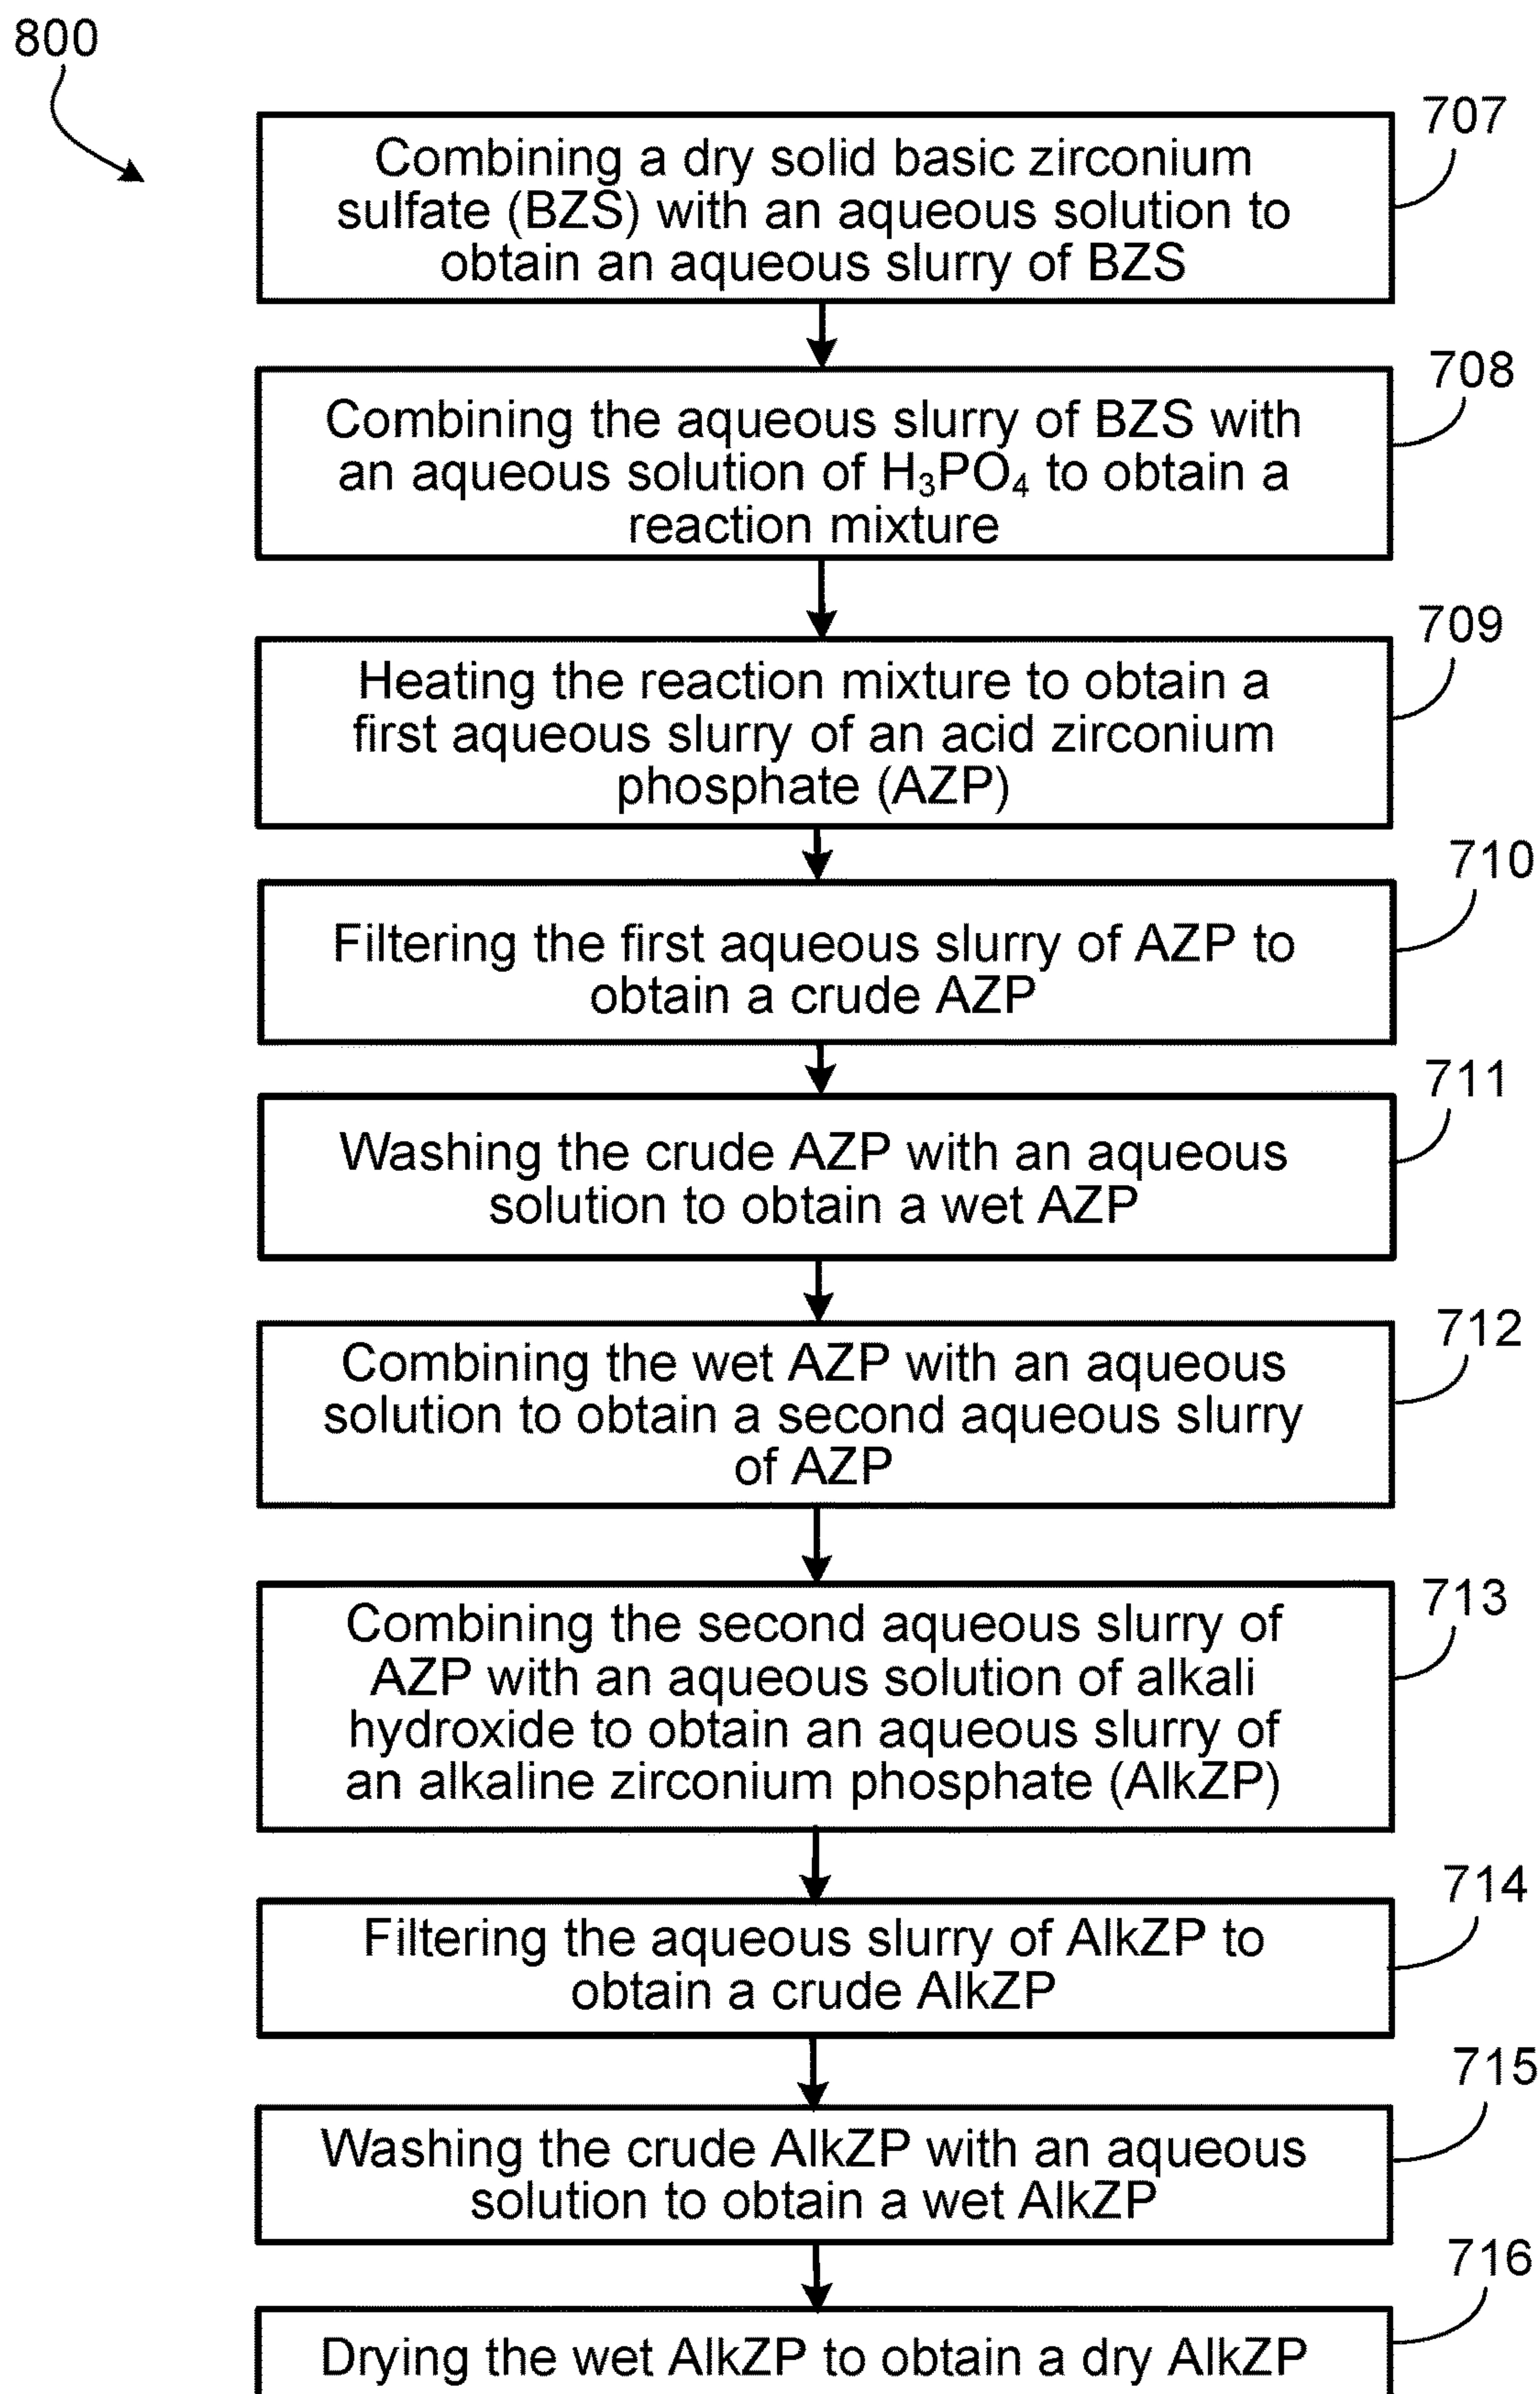 800
707
Combining a dry solid basic zirconium
sulfate (BZS) with an aqueous solution to
obtain an aqueous slurry of BZS
708
Combining the aqueous slurry of BZS with
an aqueous solution of H₃PO₄ to obtain a
reaction mixture
709
Heating the reaction mixture to obtain a
first aqueous slurry of an acid zirconium
phosphate (AZP)
710
Filtering the first aqueous slurry of AZP to
obtain a crude AZP
711
Washing the crude AZP with an aqueous
solution to obtain a wet AZP
712
Combining the wet AZP with an aqueous
solution to obtain a second aqueous slurry
of AZP
713
Combining the second aqueous slurry of
AZP with an aqueous solution of alkali
hydroxide to obtain an aqueous slurry of
an alkaline zirconium phosphate (AlkZP)
714
Filtering the aqueous slurry of AlkZP to
obtain a crude AlkZP
715
Washing the crude AlkZP with an aqueous
solution to obtain a wet AlkZP
716
Drying the wet AlkZP to obtain a dry AlkZP